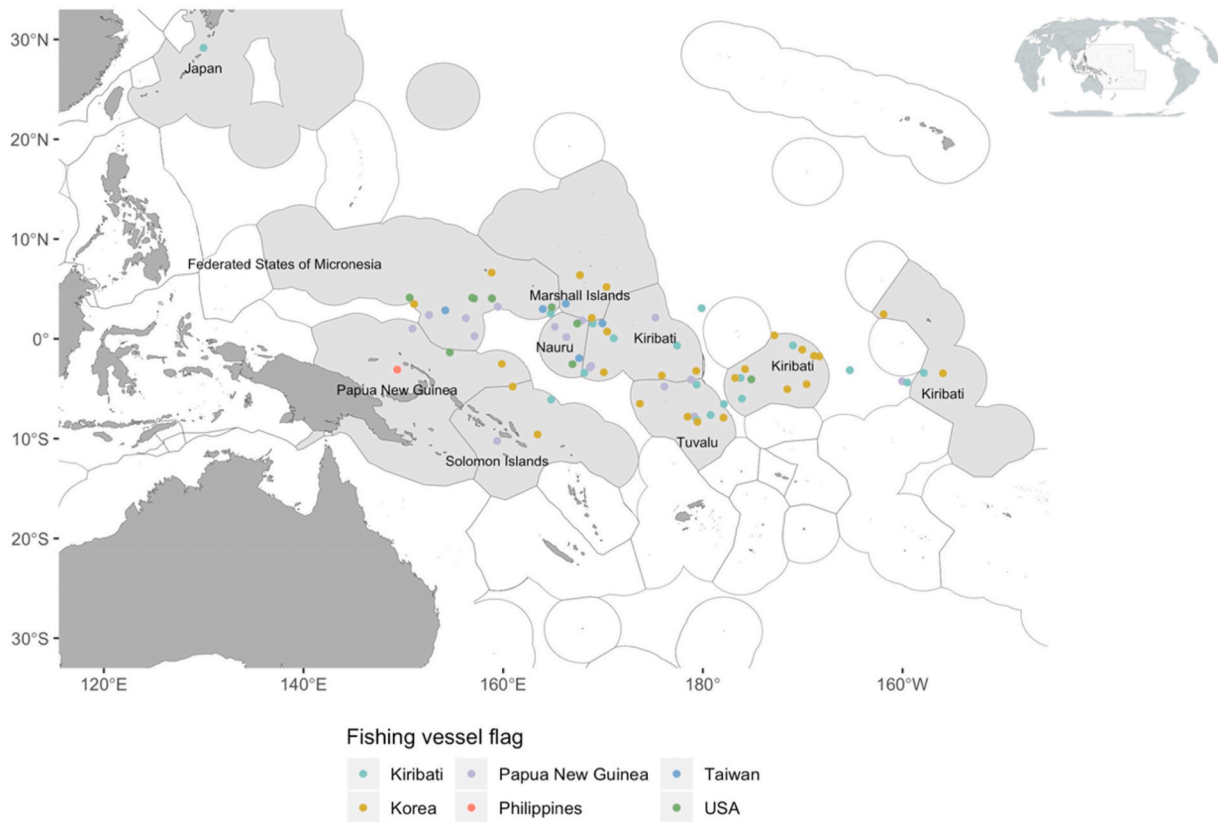 30°N
Japan
20°N
10°N
Federated States of Micronesia
Marshall Islands
0°
Nauru
Kiribati
Kiribati
Papua New Guinea
Kiribati
10°S
Tuvalu
Solomon Islands
20°S
30°S
120°E
140°E
160°E
180°
160°W
Fishing vessel flag
Kiribati
Papua New Guinea
Taiwan
Korea
Philippines
USA